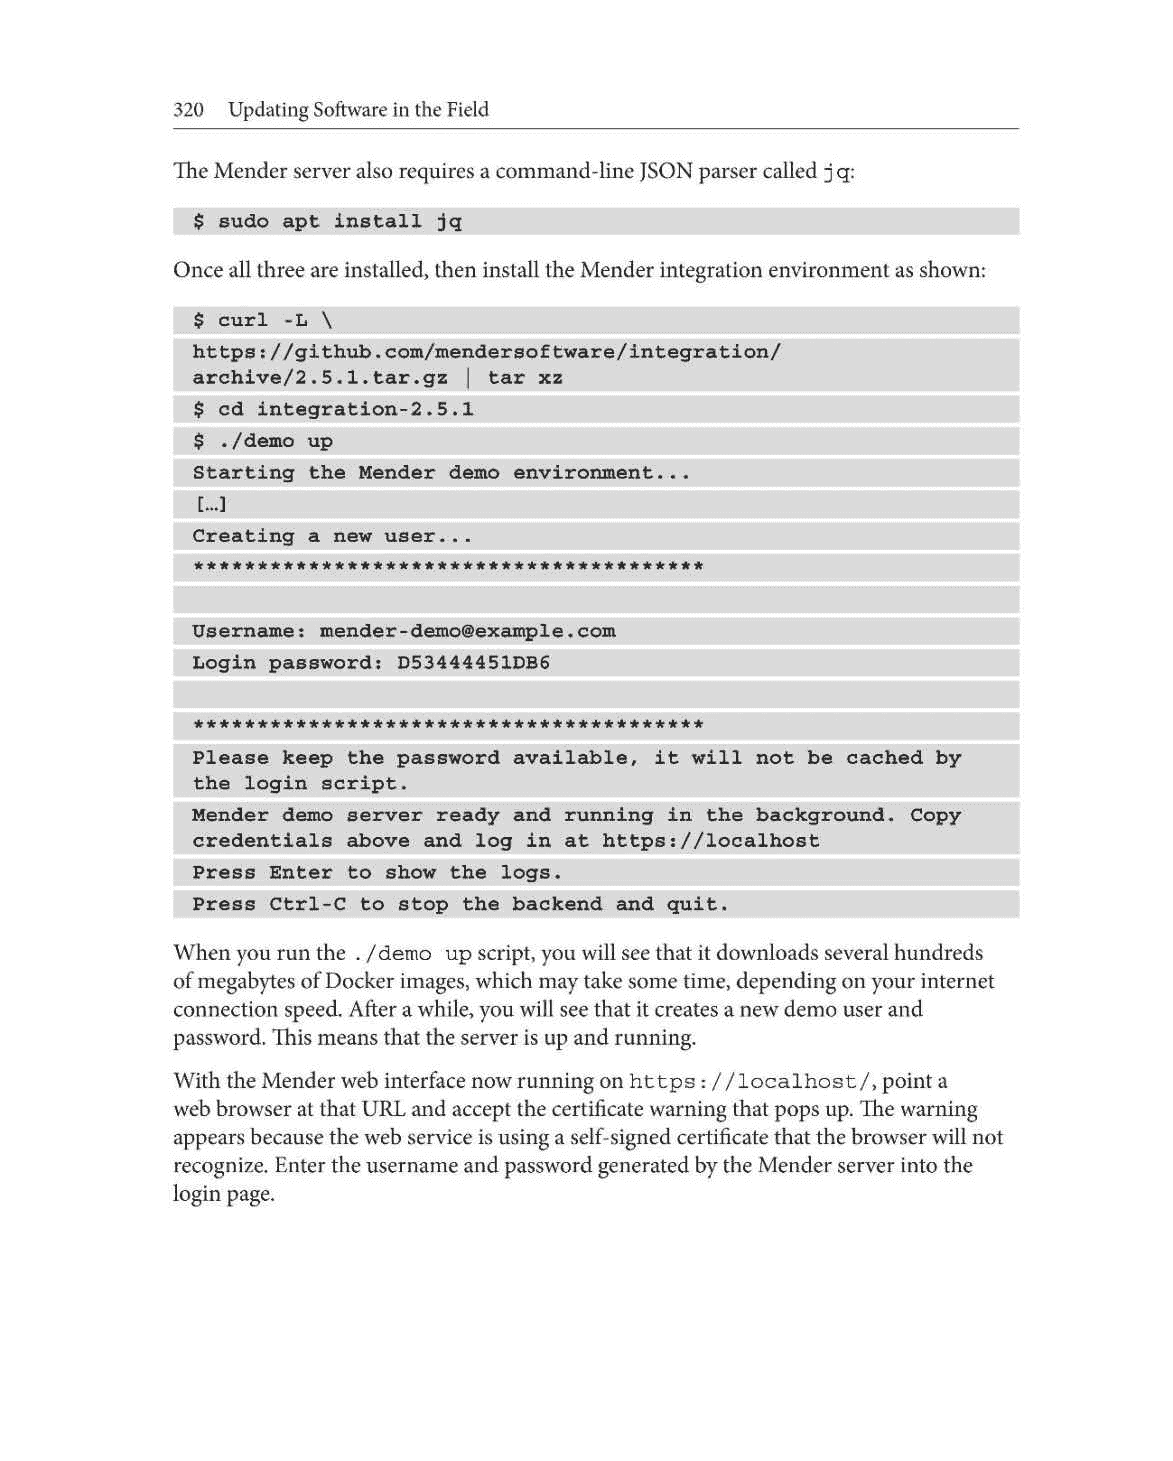 320 Updating Software in the Field
The Mender server also requires a command-line JSON parser called jq:
$ sudo apt install jq
Once all three are installed, then install the Mender integration environment as shown:
$ curl -L \
https://github.com/mendersoftware/integration/
archive/2.5.1.tar.gz | tar xz
$ cd integration-2.5.1
$ ./demo up
Starting the Mender demo environment...
[…]
Creating a new user...
****************************************
Username: mender-demo@example.com
Login password: D53444451DB6
****************************************
Please keep the password available, it will not be cached by
the login script.
Mender demo server ready and running in the background. Copy
credentials above and log in at https://localhost
Press Enter to show the logs.
Press Ctrl-C to stop the backend and quit.
When you run the ./demo up script, you will see that it downloads several hundreds
of megabytes of Docker images, which may take some time, depending on your internet
connection speed. After a while, you will see that it creates a new demo user and
password. This means that the server is up and running.
With the Mender web interface now running on https://localhost/, point a
web browser at that URL and accept the certificate warning that pops up. The warning
appears because the web service is using a self-signed certificate that the browser will not
recognize. Enter the username and password generated by the Mender server into the
login page.